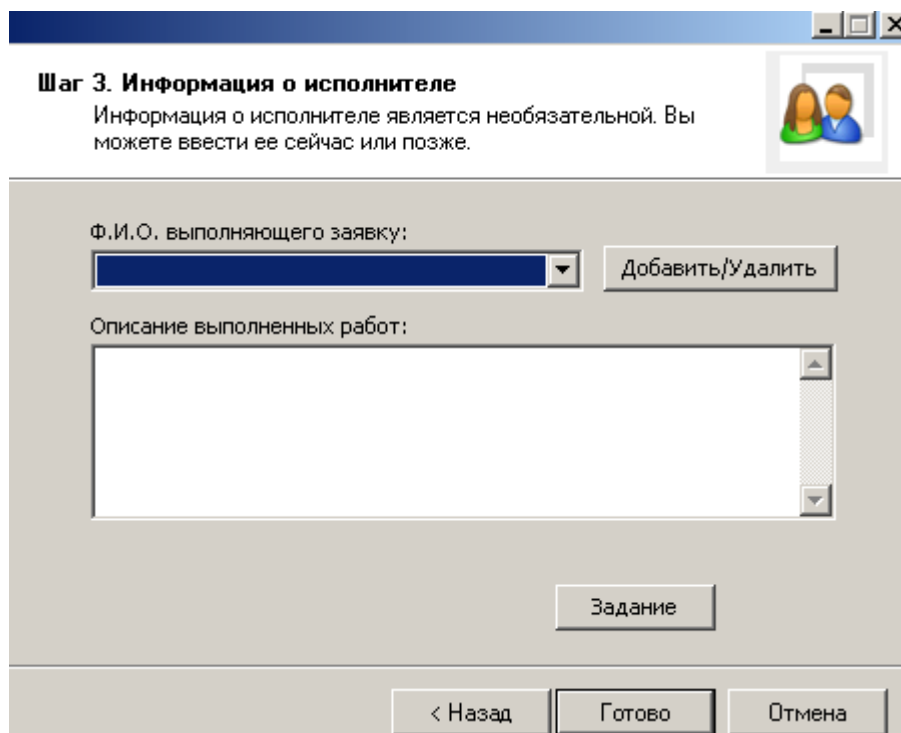 Шаг 3. Информация о исполнителе
Информация о исполнителе является необязательной. Вы
можете ввести ее сейчас или позже.
Ф.И.О. выполняющего заявку:
Добавить/Удалить
Описание выполненных работ:
Задание
< Назад
Готово
Отмена